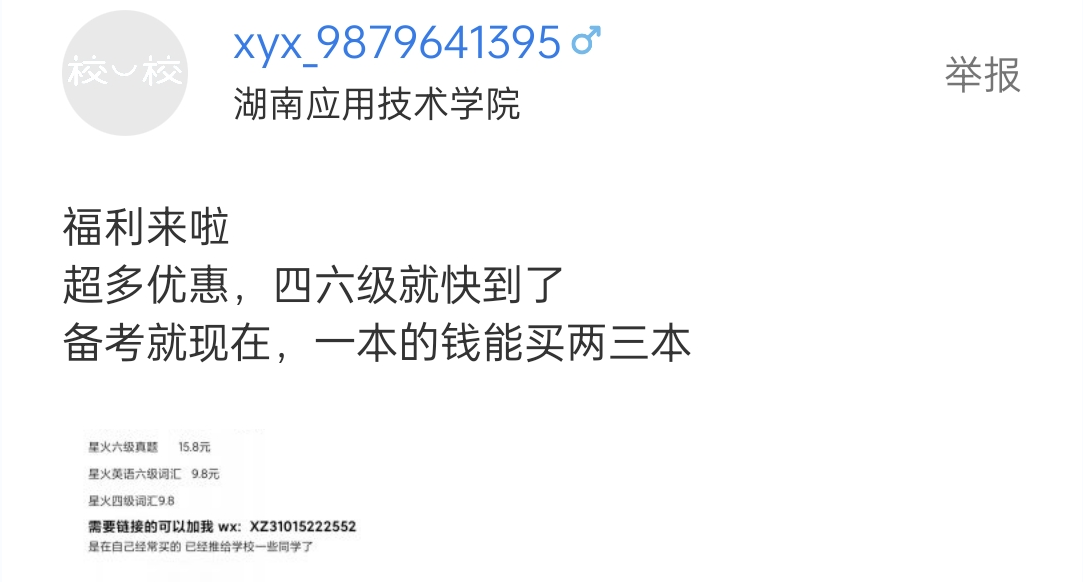 校校
xyx_9879641395♂
湖南应用技术学院
举报
福利来啦
超多优惠，四六级就快到了
备考就现在，一本的钱能买两三本
星火六级真题 15.8元
星火英语六级词汇 9.8元
星火四级词汇9.8
需要链接的可以加我 wx：XZ31015222552
是在自己经常买的 已经推给学校一些同学了